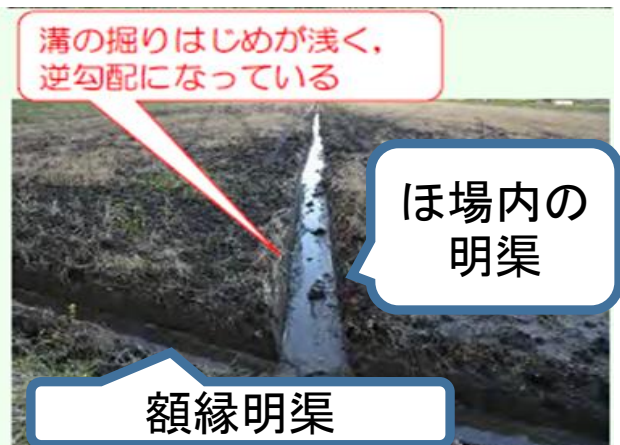 溝の掘りはじめが浅く，
逆勾配になっている
ほ場内の
明渠
額縁明渠